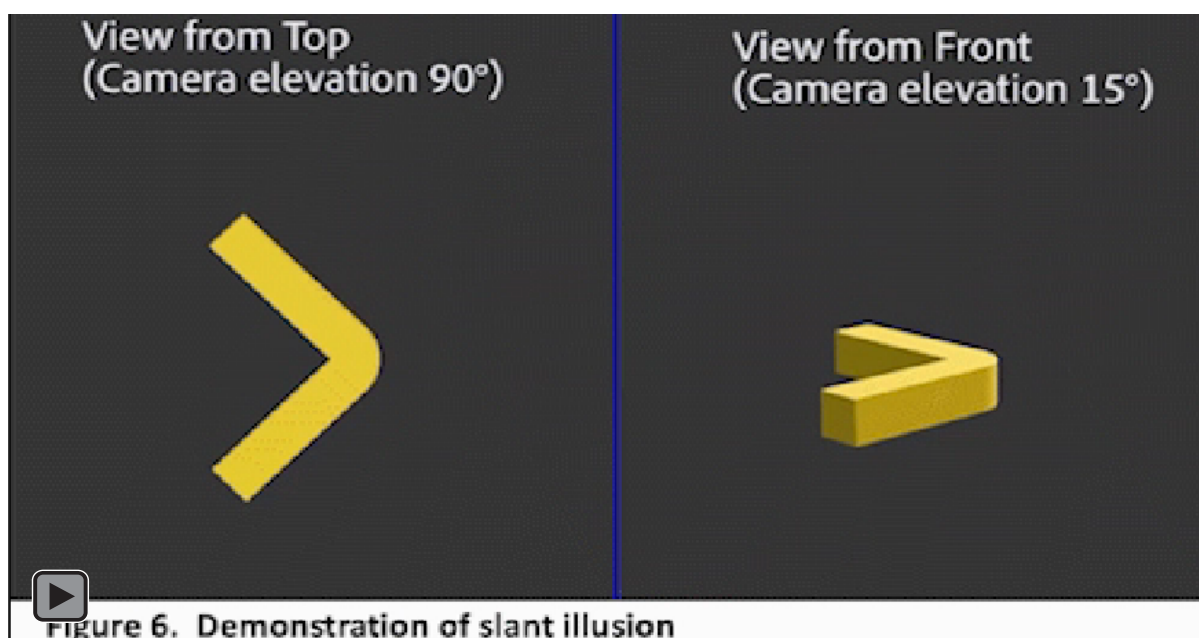 View from Top
(Camera elevation 90°)
View from Front
(Camera elevation 15°)
Figure 6. Demonstration of slant illusion